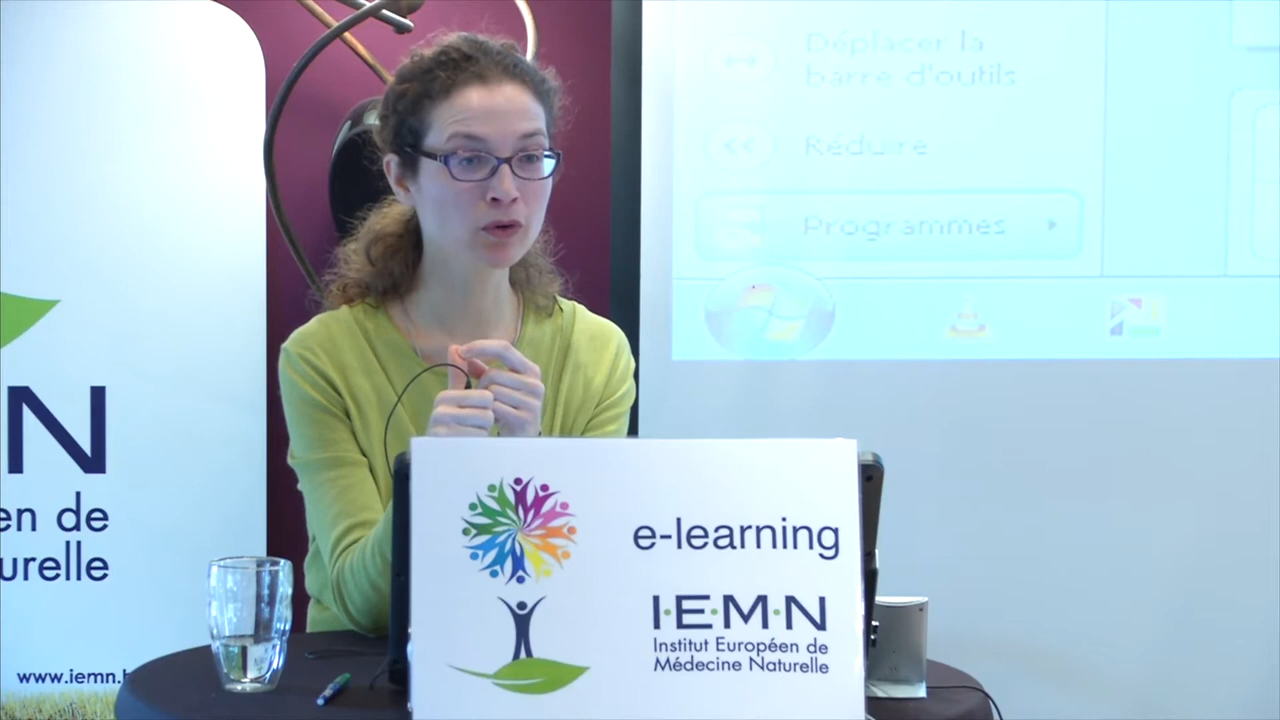 Déplacer la
barre d'outils
Réduire
Programmes
N
en de
urelle
www.iemn.b
e-learning
I·E·M·N
Institut Européen de
Médecine Naturelle